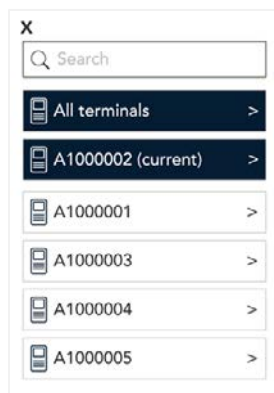 X
Search
All terminals >
A1000002 (current) >
A1000001 >
A1000003 >
A1000004 >
A1000005 >